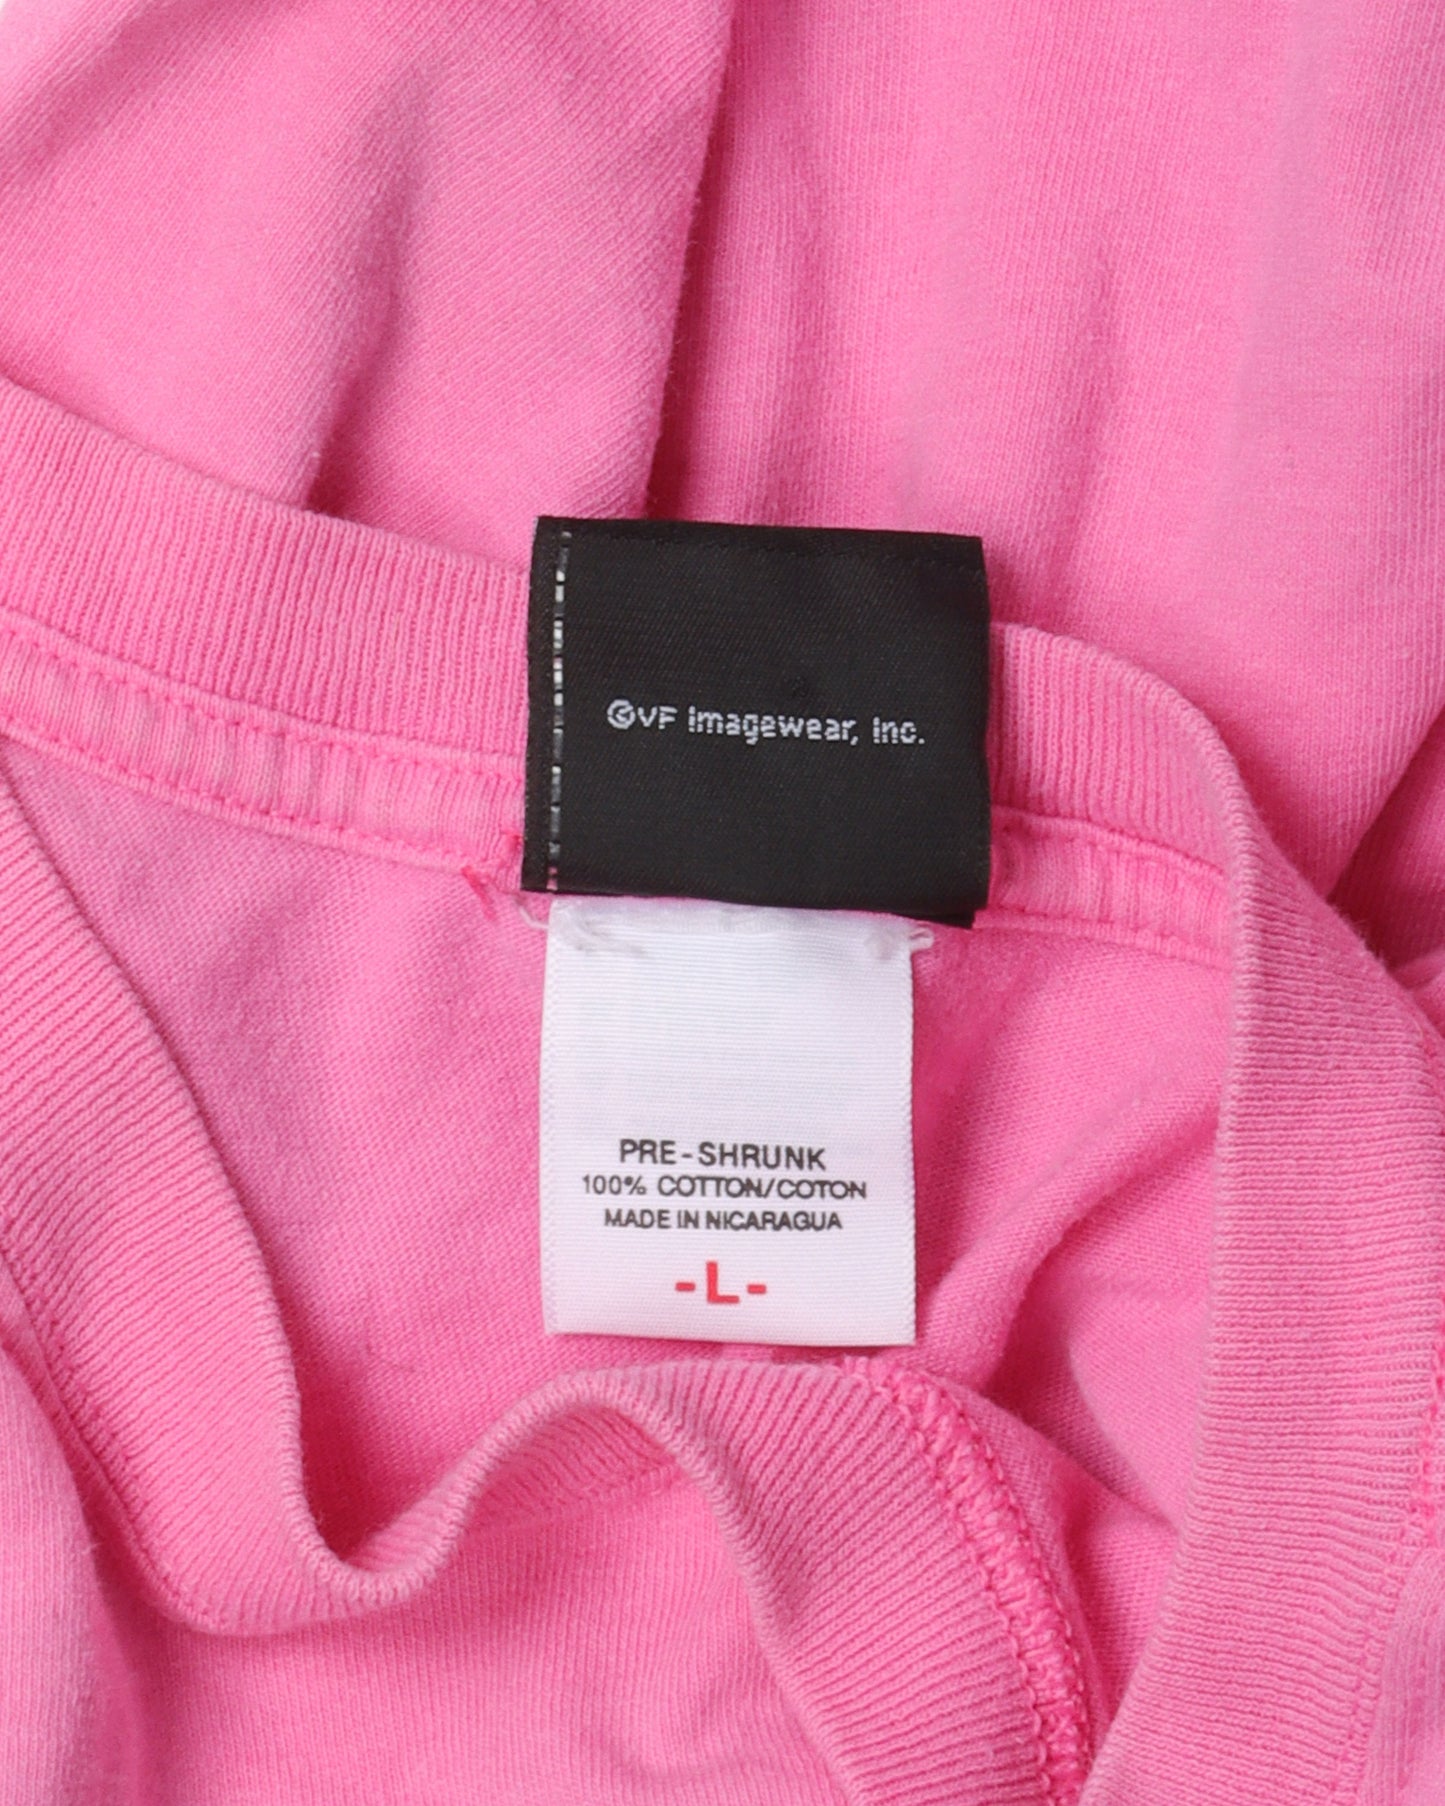 ©VF Imagewear, Inc.
PRE-SHRUNK
100% COTTON/COTON
MADE IN NICARAGUA
-L-